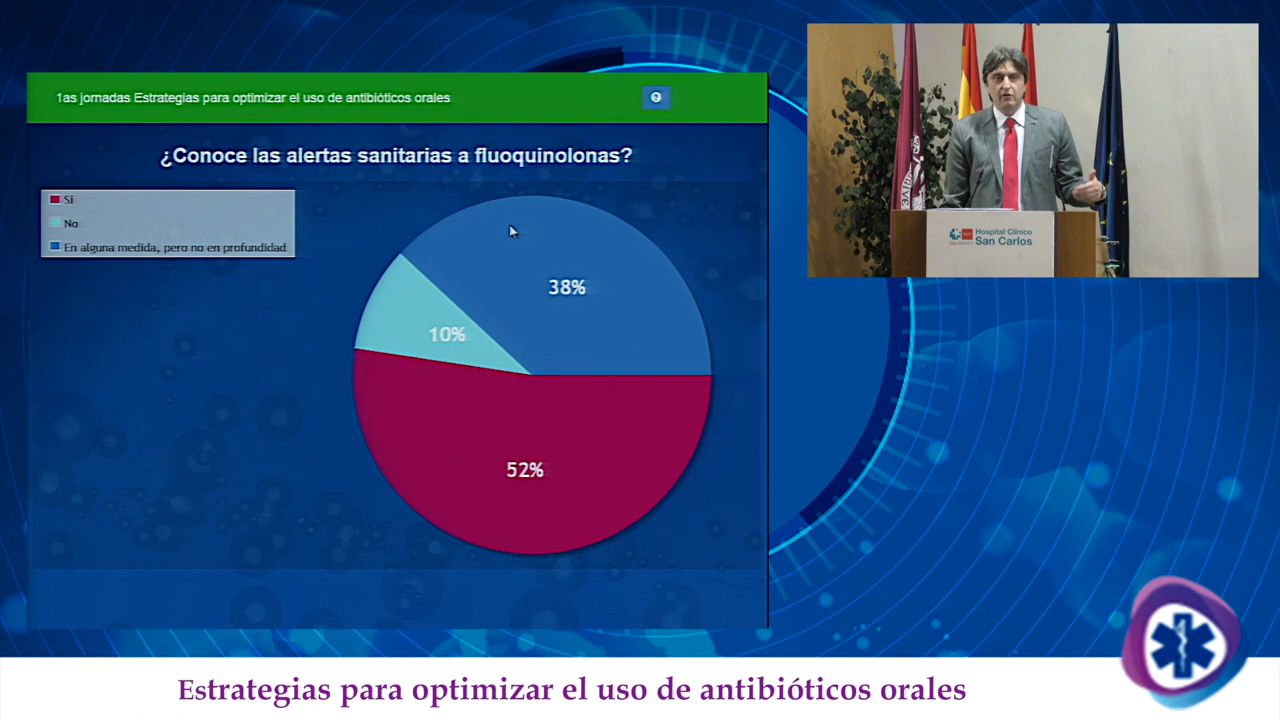 1as jornadas Estrategias para optimizar el uso de antibióticos orales
?
¿Conoce las alertas sanitarias a fluoquinolonas?
Sí
No
En alguna medida, pero no en profundidad
38%
10%
52%
Hospital Clínico
San Carlos
Estrategias para optimizar el uso de antibióticos orales